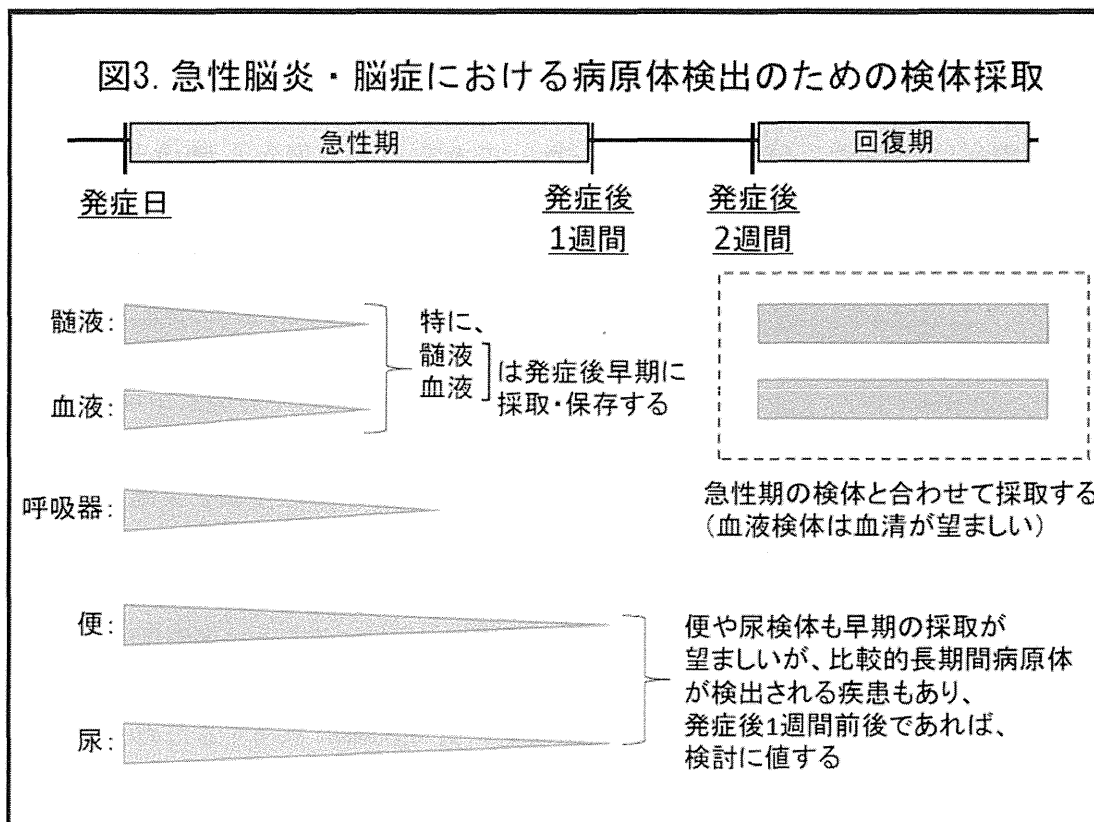 図3. 急性脳炎・脳症における病原体検出のための検体採取
急性期
回復期
発症日
発症後
1週間
発症後
2週間
髄液:
血液:
特に、
髄液
血液
は発症後早期に
採取・保存する
急性期の検体と合わせて採取する
(血液検体は血清が望ましい)
呼吸器:
便:
尿:
便や尿検体も早期の採取が
望ましいが、比較的長期間病原体
が検出される疾患もあり、
発症後1週間前後であれば、
検討に値する